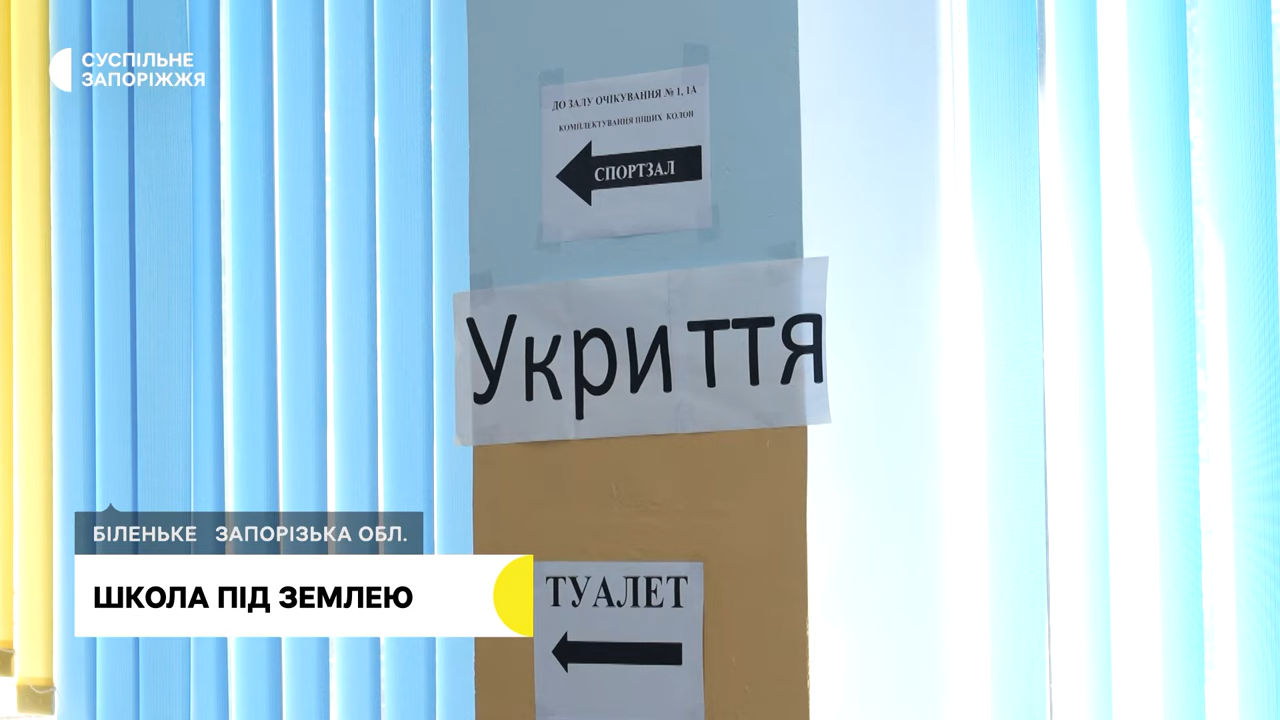 СУСПІЛЬНЕ
ЗАПОРІЖЖЯ
ДО ЗАЛУ ОЧІКУВАННЯ № 1, 1А
КОМПЛЕКТУВАННЯ ПІШИХ КОЛОН
СПОРТЗАЛ
Укриття
БІЛЕНЬКЕ ЗАПОРІЗЬКА ОБЛ.
ШКОЛА ПІД ЗЕМЛЕЮ
ТУАЛЕТ